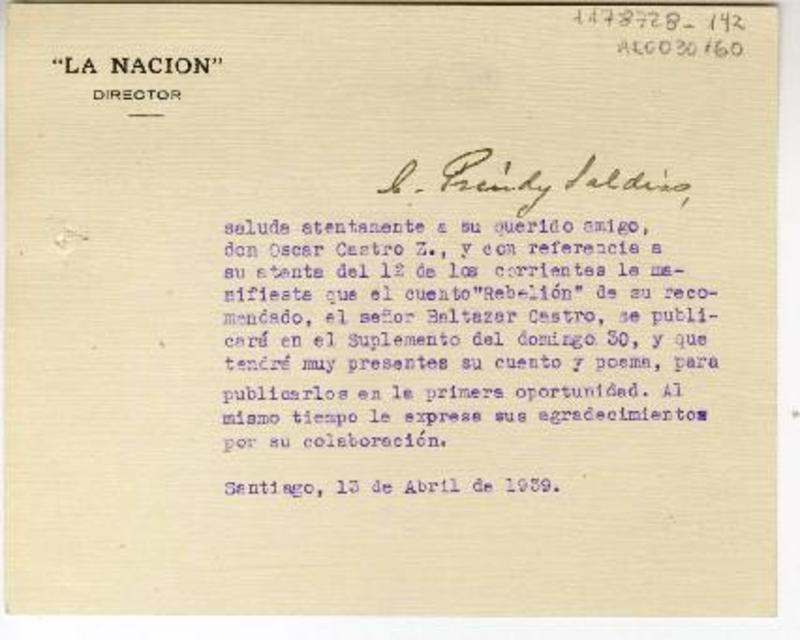 1178728-142
AECO30160
"LA NACION"
DIRECTOR
C. Préndy Saldías,
saluda atentamente a su querido amigo,
don Oscar Castro Z., y con referencia a
su atenta del 12 de los corrientes le ma-
nifiesta que el cuento"Rebelión" de su reco-
mendado, el señor Baltazar Castro, se publi-
cará en el Suplemento del domingo 30, y que
tendrá muy presentes su cuento y poema, para
publicarlos en la primera oportunidad. Al
mismo tiempo le expresa sus agradecimientos
por su colaboración.
Santiago, 13 de Abril de 1939.